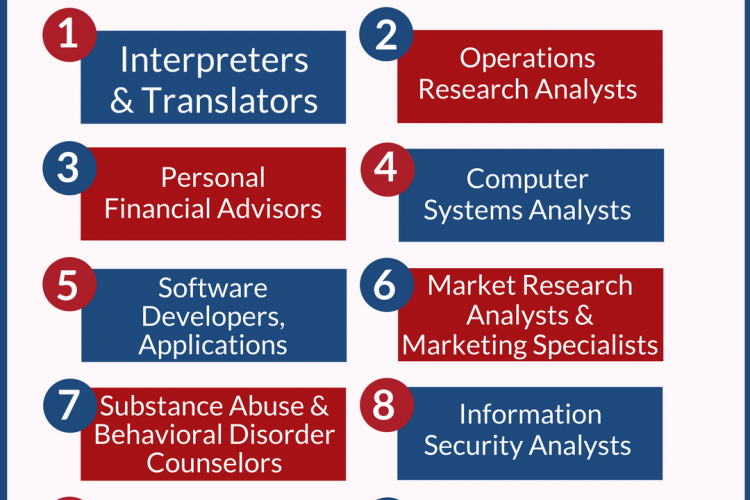 1
Interpreters
& Translators
2
Operations
Research Analysts
3
Personal
Financial Advisors
4
Computer
Systems Analysts
5
Software
Developers,
Applications
6
Market Research
Analysts &
Marketing Specialists
7
Substance Abuse &
Behavioral Disorder
Counselors
8
Information
Security Analysts